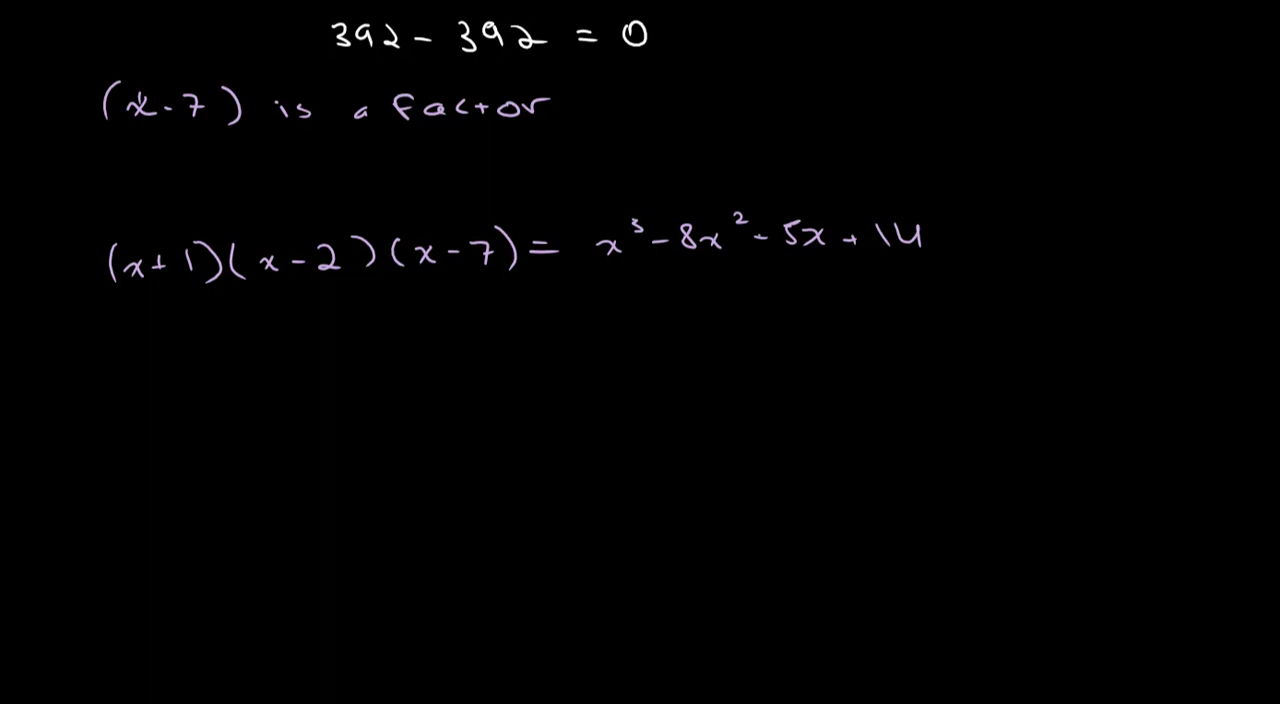 392 - 392 = 0
(x - 7) is a factor
(x + 1)(x - 2)(x - 7) = x³ - 8x² - 5x + 14